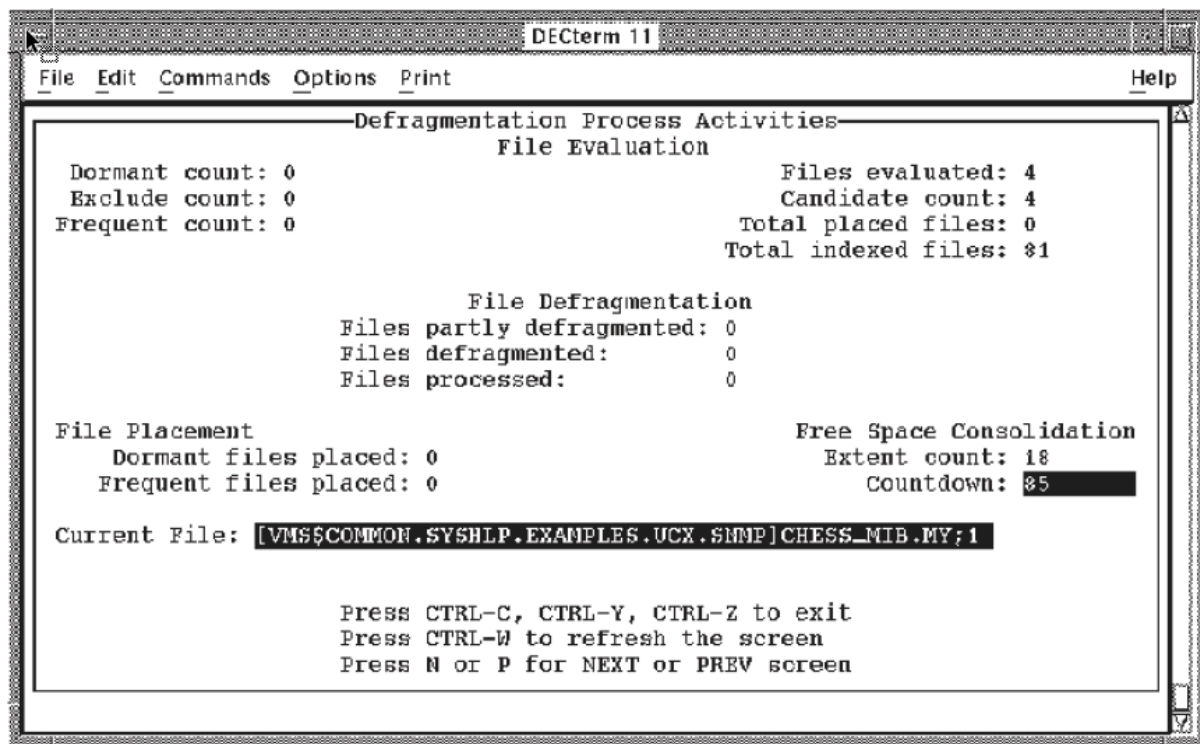 DECterm 11
File Edit Commands Options Print Help
Defragmentation Process Activities
File Evaluation
Dormant count: 0 Files evaluated: 4
Exclude count: 0 Candidate count: 4
Frequent count: 0 Total placed files: 0
Total indexed files: 81
File Defragmentation
Files partly defragmented: 0
Files defragmented: 0
Files processed: 0
File Placement Free Space Consolidation
Dormant files placed: 0 Extent count: 18
Frequent files placed: 0 Countdown: 85
Current File: [VMS$COMMON.SYSHLP.EXAMPLES.UCX.SNMP]CHESS_MIB.MY;1
Press CTRL-C, CTRL-Y, CTRL-Z to exit
Press CTRL-W to refresh the screen
Press N or P for NEXT or PREV screen